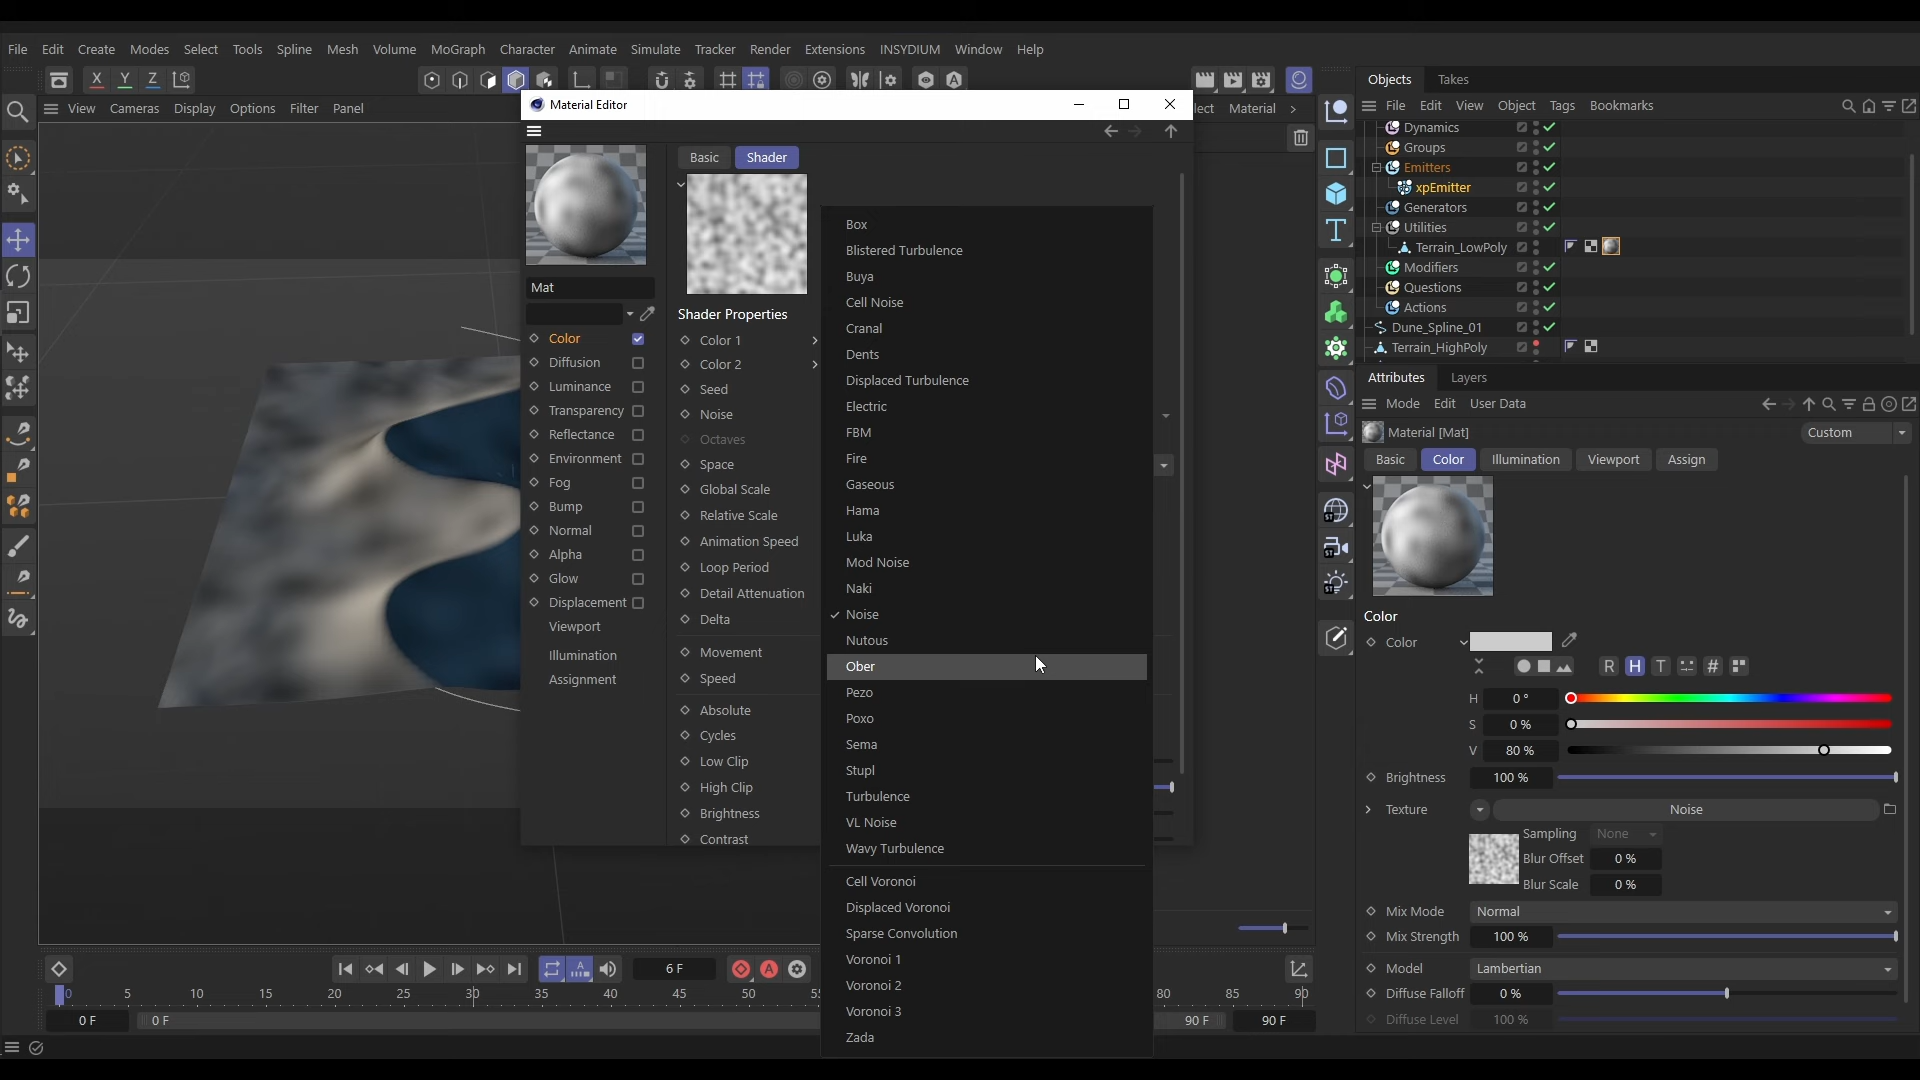 File Edit Create Modes Select Tools Spline Mesh Volume MoGraph Character Animate Simulate Tracker Render Extensions INSYDIUM Window Help
X Y Z
View Cameras Display Options Filter Panel
Material Editor
Material
Basic Shader
Mat
Color
Diffusion
Luminance
Transparency
Reflectance
Environment
Fog
Bump
Normal
Alpha
Glow
Displacement
Viewport
Illumination
Assignment
Shader Properties
Color 1
Color 2
Seed
Noise
Octaves
Space
Global Scale
Relative Scale
Animation Speed
Loop Period
Detail Attenuation
Delta
Movement
Speed
Absolute
Cycles
Low Clip
High Clip
Brightness
Contrast
Box
Blistered Turbulence
Buya
Cell Noise
Cranal
Dents
Displaced Turbulence
Electric
FBM
Fire
Gaseous
Hama
Luka
Mod Noise
Naki
Noise
Nutous
Ober
Pezo
Poxo
Sema
Stupl
Turbulence
VL Noise
Wavy Turbulence
Cell Voronoi
Displaced Voronoi
Sparse Convolution
Voronoi 1
Voronoi 2
Voronoi 3
Zada
Objects Takes
File Edit View Object Tags Bookmarks
Dynamics
Groups
Emitters
xpEmitter
Generators
Utilities
Terrain_LowPoly
Modifiers
Questions
Actions
Dune_Spline_01
Terrain_HighPoly
Attributes Layers
Mode Edit User Data
Material [Mat] Custom
Basic Color Illumination Viewport Assign
Color
Color
R H T #
H 0 °
S 0 %
V 80 %
Brightness 100 %
Texture Noise
Sampling None
Blur Offset 0 %
Blur Scale 0 %
Mix Mode Normal
Mix Strength 100 %
Model Lambertian
Diffuse Falloff 0 %
Diffuse Level 100 %
6 F
0 5 10 15 20 25 30 35 40 45 50 80 85 90
0 F 0 F 90 F 90 F